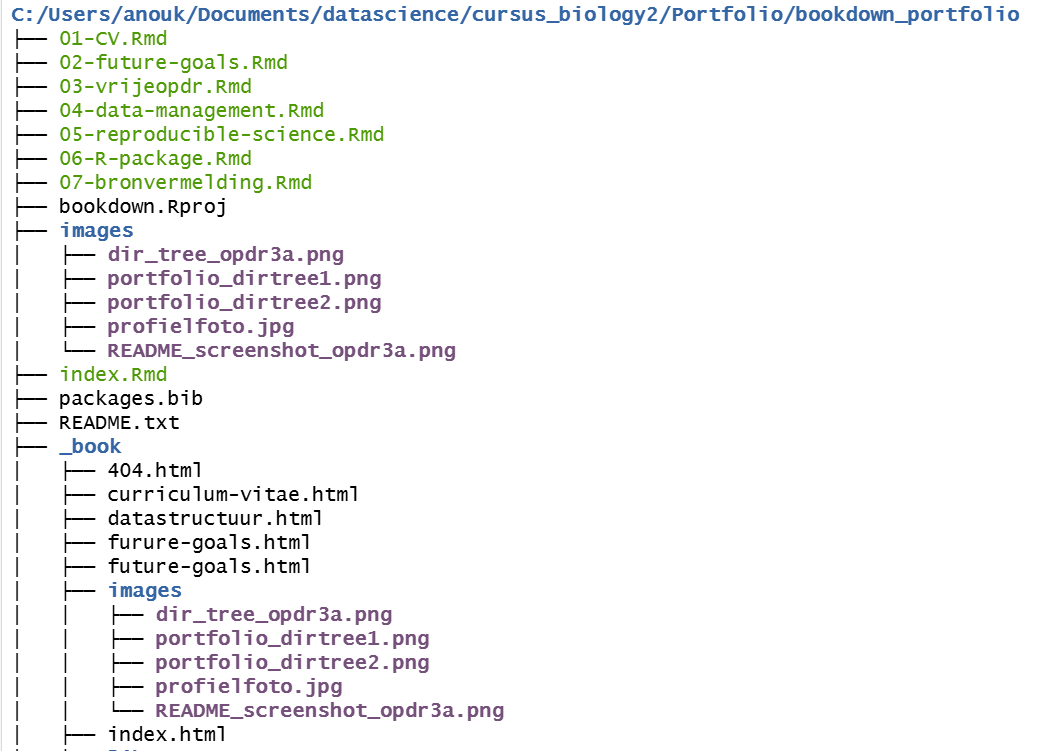 C:/Users/anouk/Documents/datascience/cursus_biology2/Portfolio/bookdown_portfolio
├── 01-CV.Rmd
├── 02-future-goals.Rmd
├── 03-vrijeopdr.Rmd
├── 04-data-management.Rmd
├── 05-reproducible-science.Rmd
├── 06-R-package.Rmd
├── 07-bronvermelding.Rmd
├── bookdown.Rproj
├── images
│   ├── dir_tree_opdr3a.png
│   ├── portfolio_dirtree1.png
│   ├── portfolio_dirtree2.png
│   ├── profielfoto.jpg
│   └── README_screenshot_opdr3a.png
├── index.Rmd
├── packages.bib
├── README.txt
├── _book
│   ├── 404.html
│   ├── curriculum-vitae.html
│   ├── datastructuur.html
│   ├── furure-goals.html
│   ├── future-goals.html
│   ├── images
│   │   ├── dir_tree_opdr3a.png
│   │   ├── portfolio_dirtree1.png
│   │   ├── portfolio_dirtree2.png
│   │   ├── profielfoto.jpg
│   │   └── README_screenshot_opdr3a.png
│   ├── index.html